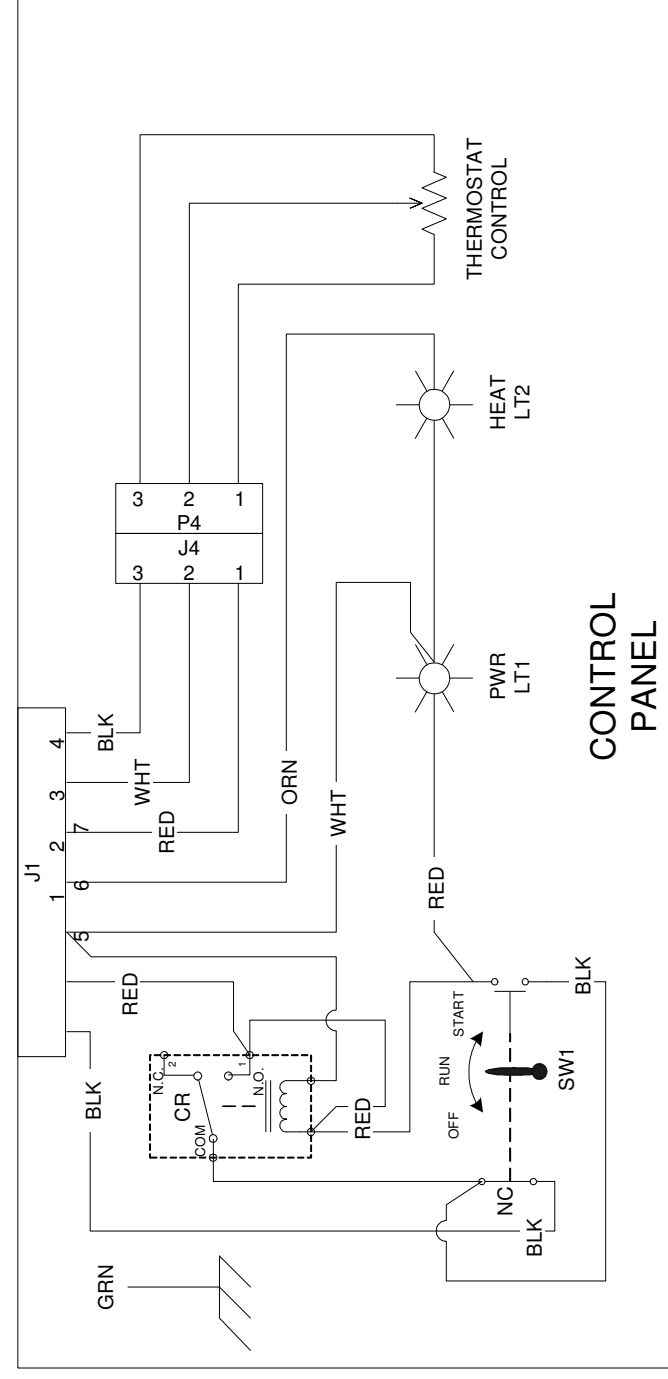 J1
1
2
3
4
5
6
7
BLK
RED
WHT
RED
WHT
BLK
ORN
3
2
1
J4
P4
3
2
1
THERMOSTAT
CONTROL
HEAT
LT2
PWR
LT1
WHT
RED
GRN
N.C.
2
CR
COM
1
N.O.
RED
OFF
RUN
START
SW1
NC
BLK
BLK
CONTROL
PANEL